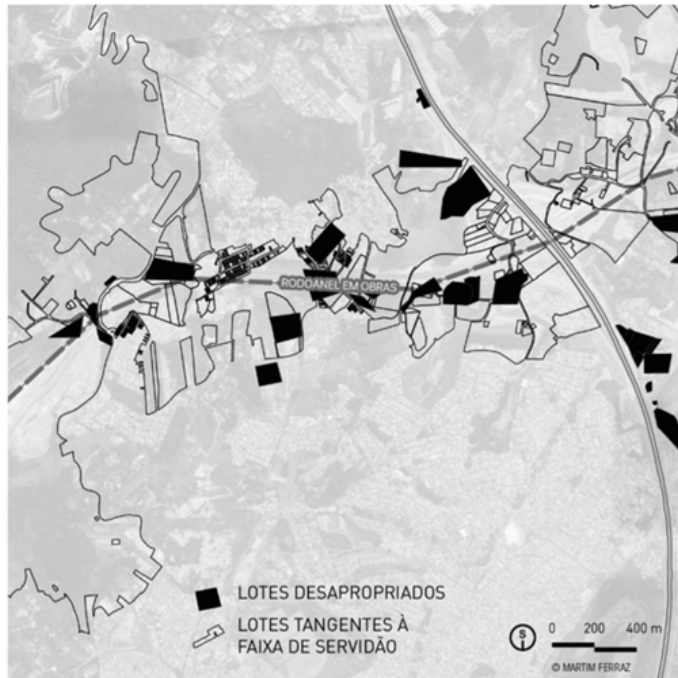 RODOANEL EM OBRAS
LOTES DESAPROPRIADOS
LOTES TANGENTES À
FAIXA DE SERVIDÃO
S
0 200 400 m
© MARTIM FERRAZ